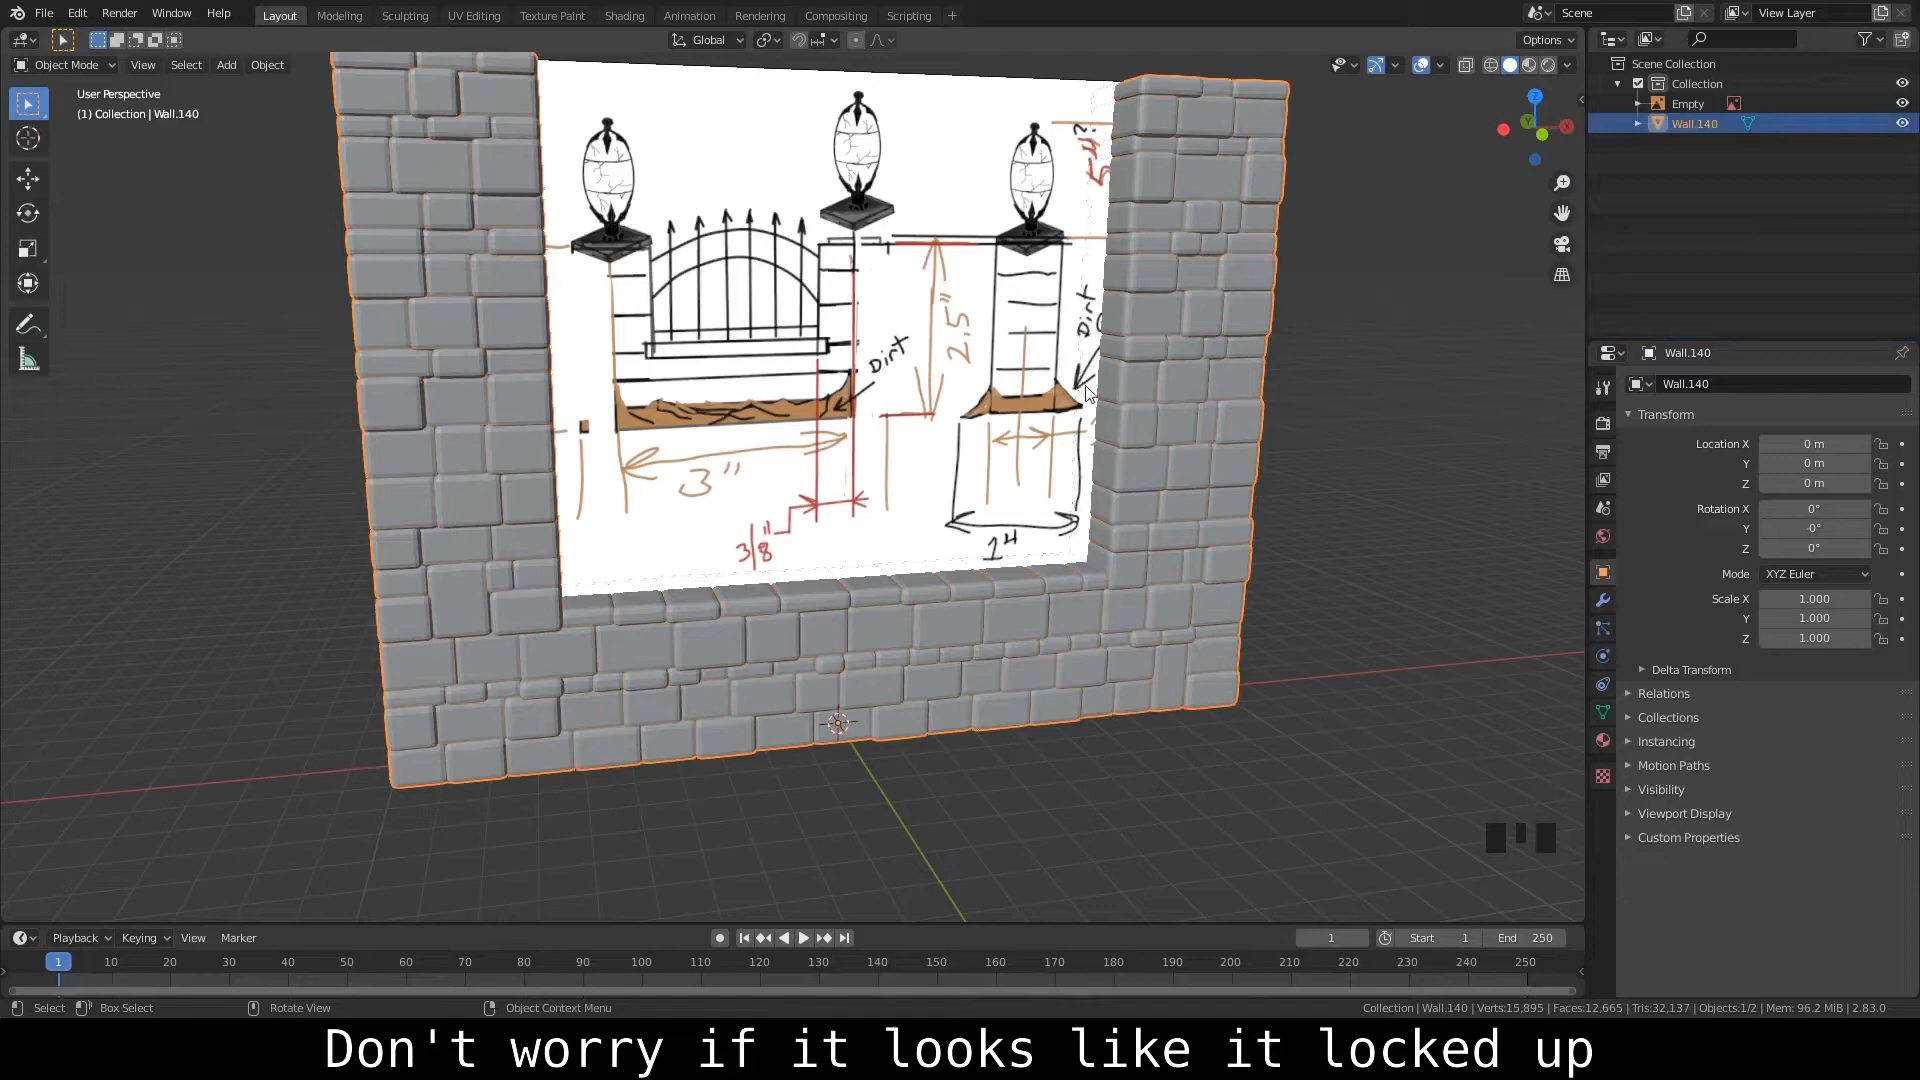 File Edit Render Window Help Layout Modeling Sculpting UV Editing Texture Paint Shading Animation Rendering Compositing Scripting + Scene View Layer
Global Options
Object Mode View Select Add Object
User Perspective
(1) Collection | Wall.140
Z
Y
X
Scene Collection
Collection
Empty
Wall.140
Dirt
Dirt
2.5"
3"
3/8"
1"
Wall.140
Wall.140
Transform
Location X 0 m
Y 0 m
Z 0 m
Rotation X 0°
Y -0°
Z 0°
Mode XYZ Euler
Scale X 1.000
Y 1.000
Z 1.000
Delta Transform
Relations
Collections
Instancing
Motion Paths
Visibility
Viewport Display
Custom Properties
Playback Keying View Marker 1 Start 1 End 250
1 10 20 30 40 50 60 70 80 90 100 110 120 130 140 150 160 170 180 190 200 210 220 230 240 250
Select Box Select Rotate View Object Context Menu Collection | Wall.140 | Verts:15,895 | Faces:12,665 | Tris:32,137 | Objects:1/2 | Mem: 96.2 MiB | 2.83.0
Don't worry if it looks like it locked up